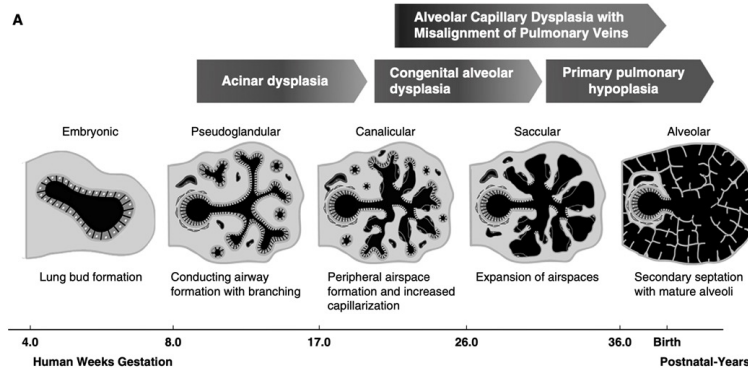 A
Alveolar Capillary Dysplasia with
Misalignment of Pulmonary Veins
Acinar dysplasia
Congenital alveolar
dysplasia
Primary pulmonary
hypoplasia
Embryonic
Pseudoglandular
Canalicular
Saccular
Alveolar
Lung bud formation
Conducting airway
formation with branching
Peripheral airspace
formation and increased
capillarization
Expansion of airspaces
Secondary septation
with mature alveoli
4.0 8.0 17.0 26.0 36.0 Birth
Human Weeks Gestation Postnatal-Years